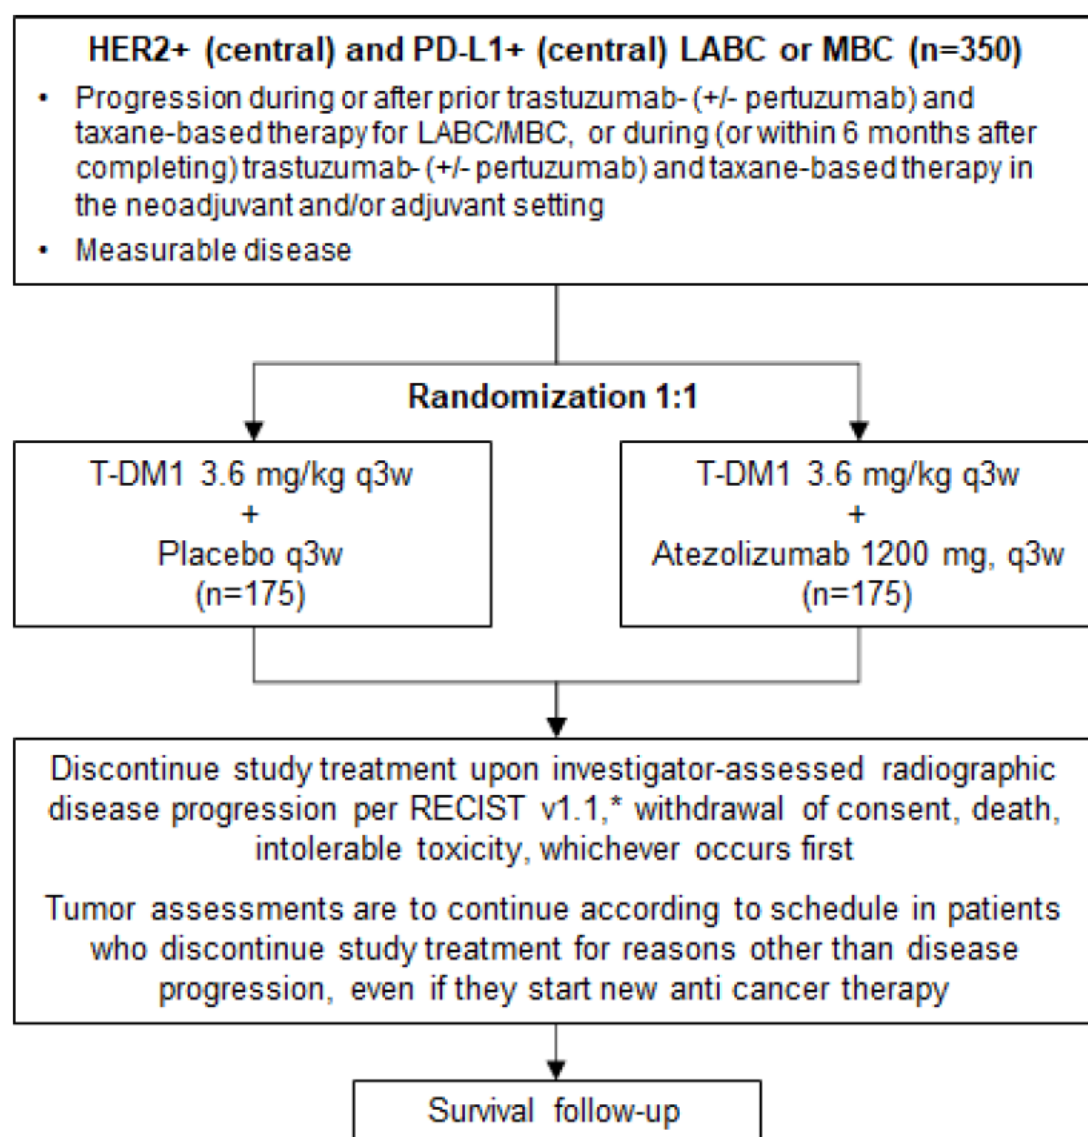 HER2+ (central) and PD-L1+ (central) LABC or MBC (n=350)
• Progression during or after prior trastuzumab- (+/- pertuzumab) and
taxane-based therapy for LABC/MBC, or during (or within 6 months after
completing) trastuzumab- (+/- pertuzumab) and taxane-based therapy in
the neoadjuvant and/or adjuvant setting
• Measurable disease
Randomization 1:1
T-DM1 3.6 mg/kg q3w
+
Placebo q3w
(n=175)
T-DM1 3.6 mg/kg q3w
+
Atezolizumab 1200 mg, q3w
(n=175)
Discontinue study treatment upon investigator-assessed radiographic
disease progression per RECIST v1.1,* withdrawal of consent, death,
intolerable toxicity, whichever occurs first
Tumor assessments are to continue according to schedule in patients
who discontinue study treatment for reasons other than disease
progression, even if they start new anti cancer therapy
Survival follow-up